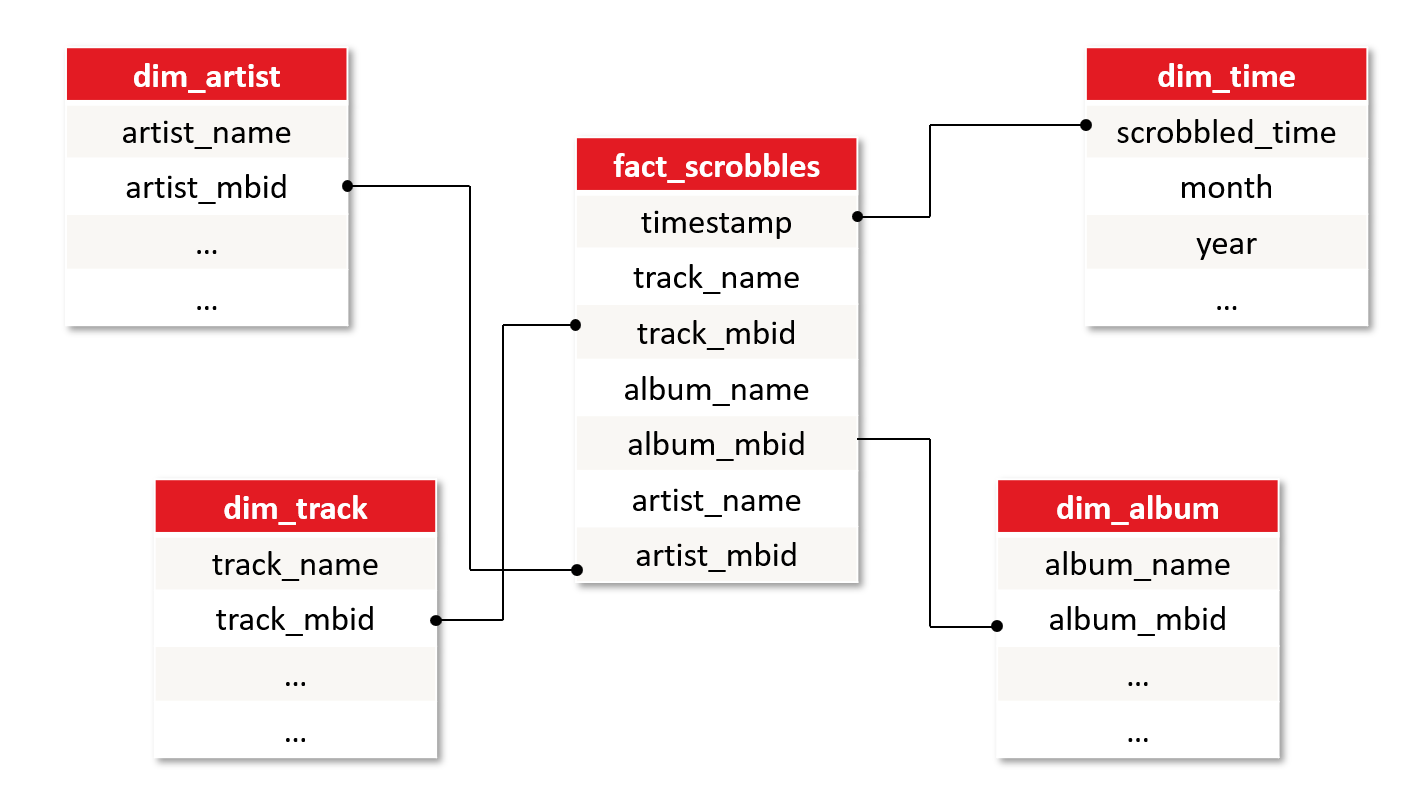 dim_artist
artist_name
artist_mbid
...
...
fact_scrobbles
timestamp
track_name
track_mbid
album_name
album_mbid
artist_name
artist_mbid
dim_time
scrobbled_time
month
year
...
dim_track
track_name
track_mbid
...
...
dim_album
album_name
album_mbid
...
...